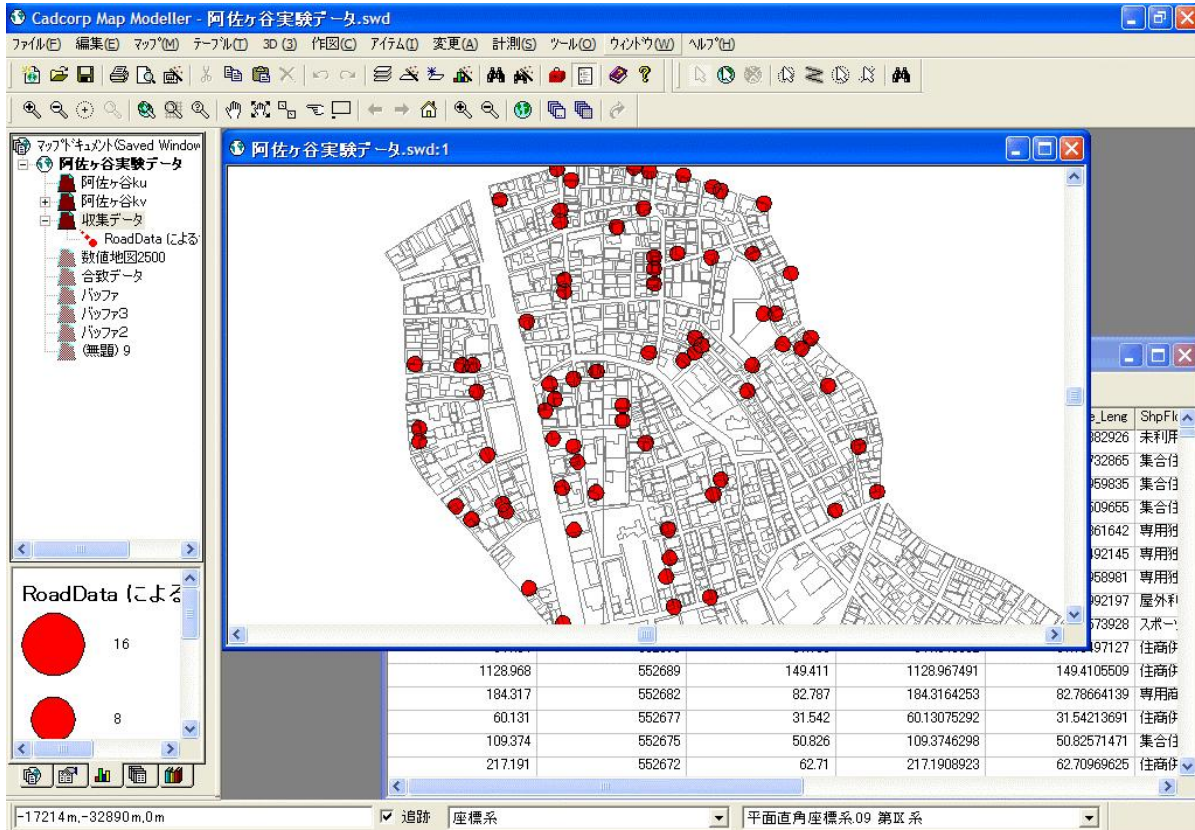 Cadcorp Map Modeller - 阿佐ヶ谷実験データ.swd
ファイル(F) 編集(E) マップ(M) テーブル(T) 3D (3) 作図(C) アイテム(I) 変更(A) 計測(S) ツール(O) ウィンドウ(W) ヘルプ(H)
マップドキュメント(Saved Window
阿佐ヶ谷実験データ
阿佐ヶ谷ku
阿佐ヶ谷kv
収集データ
RoadData (による
数値地図2500
合致データ
バッファ
バッファ3
バッファ2
(無題) 9
阿佐ヶ谷実験データ.swd:1
e_Leng ShpFlo
382926 未利用
732865 集合住
959835 集合住
509655 集合住
861642 専用独
492145 専用独
958981 専用独
992197 屋外利
573928 スポーツ
497127 住商併
1128.968 552689 149.411 1128.967491 149.4105509 住商併
184.317 552682 82.787 184.3164253 82.78664139 専用商
60.131 552677 31.542 60.13075292 31.54213691 住商併
109.374 552675 50.826 109.3746298 50.82571471 集合住
217.191 552672 62.71 217.1908923 62.70969625 住商併
RoadData (による
16
8
-17214m,-32890m,0m 追跡 座標系 平面直角座標系09 第Ⅸ系